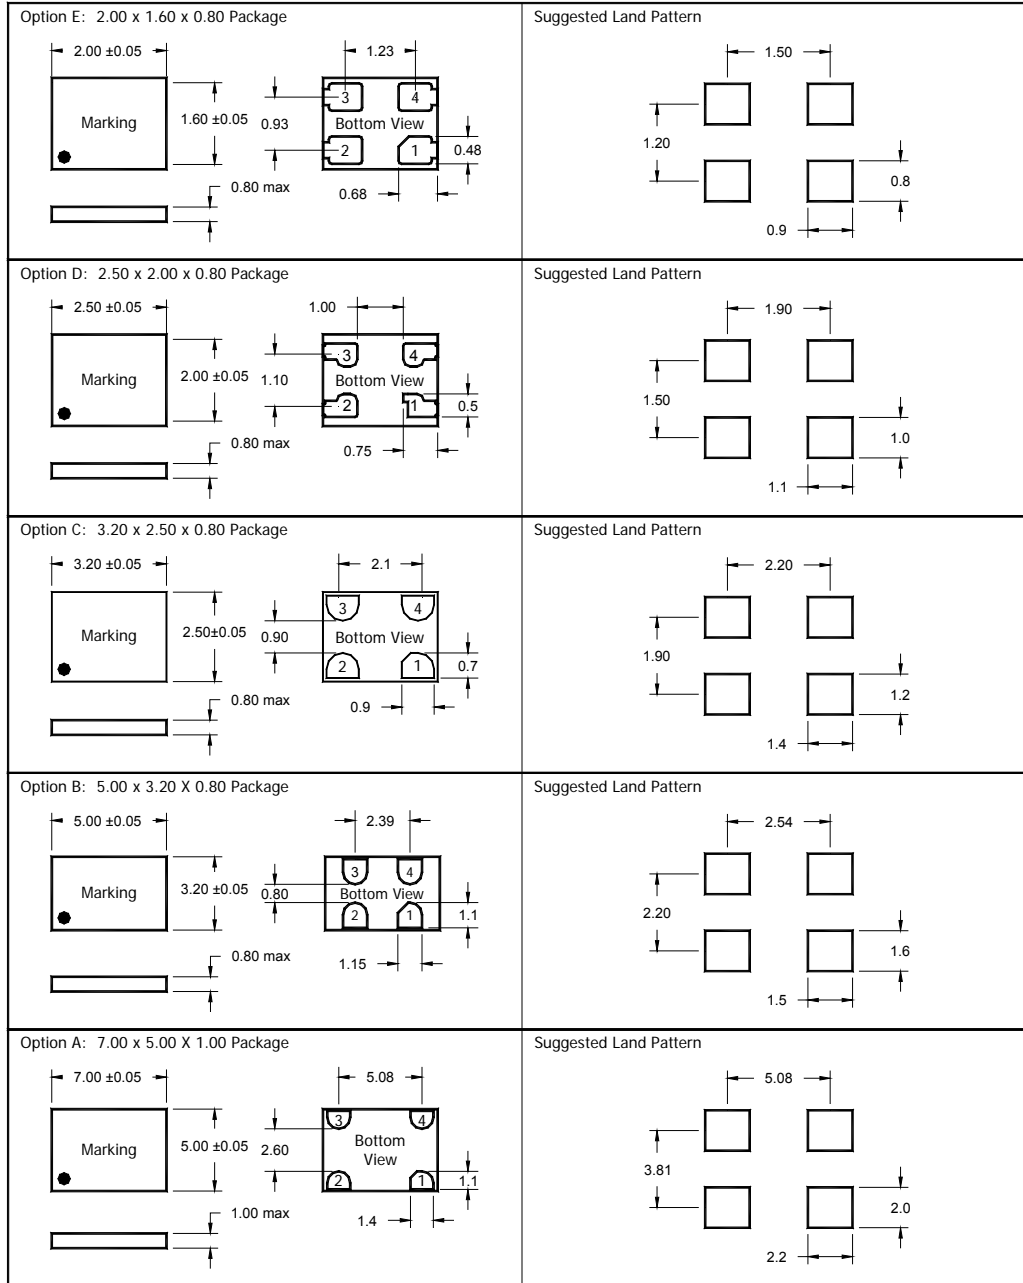 Option E: 2.00 x 1.60 x 0.80 Package
Suggested Land Pattern
2.00 ±0.05
1.23
1.50
Marking
1.60 ±0.05
0.93
3
4
Bottom View
2
1
0.48
0.68
0.80 max
1.20
0.8
0.9
Option D: 2.50 x 2.00 x 0.80 Package
Suggested Land Pattern
2.50 ±0.05
1.00
1.90
Marking
2.00 ±0.05
1.10
3
4
Bottom View
2
1
0.5
0.75
0.80 max
1.50
1.0
1.1
Option C: 3.20 x 2.50 x 0.80 Package
Suggested Land Pattern
3.20 ±0.05
2.1
2.20
Marking
2.50±0.05
0.90
3
4
Bottom View
2
1
0.7
0.9
0.80 max
1.90
1.2
1.4
Option B: 5.00 x 3.20 X 0.80 Package
Suggested Land Pattern
5.00 ±0.05
2.39
2.54
Marking
3.20 ±0.05
0.80
3
4
Bottom View
2
1
1.1
1.15
0.80 max
2.20
1.6
1.5
Option A: 7.00 x 5.00 X 1.00 Package
Suggested Land Pattern
7.00 ±0.05
5.08
5.08
Marking
5.00 ±0.05
2.60
3
4
Bottom
View
2
1
1.1
1.4
1.00 max
3.81
2.0
2.2